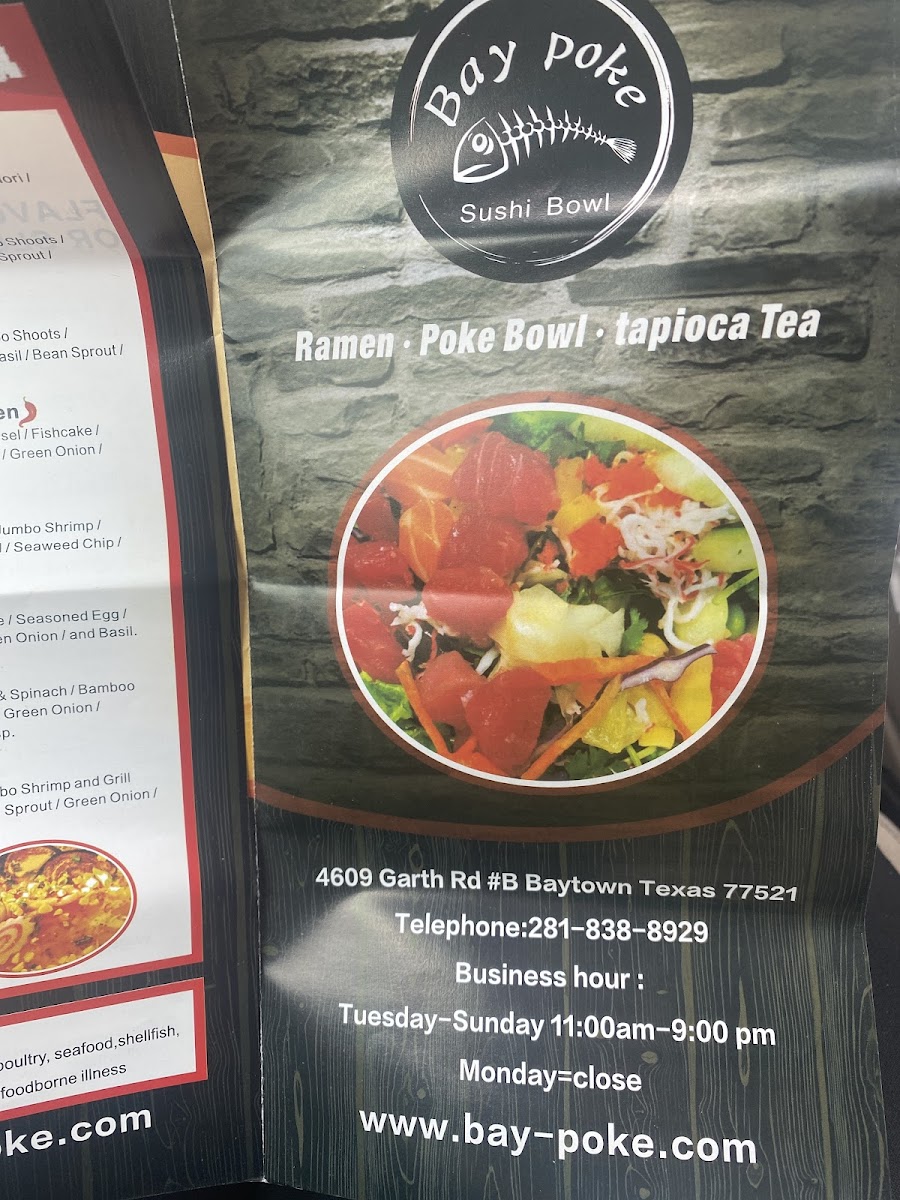 ori /
Shoots /
Sprout /
o Shoots /
asil / Bean Sprout /
en
sel / Fishcake /
/ Green Onion /
Jumbo Shrimp /
/ Seaweed Chip /
e / Seasoned Egg /
en Onion / and Basil.
& Spinach / Bamboo
Green Onion /
p.
bo Shrimp and Grill
Sprout / Green Onion /
poultry, seafood,shellfish,
foodborne illness
oke.com
Bay poke
Sushi Bowl
Ramen · Poke Bowl · tapioca Tea
4609 Garth Rd #B Baytown Texas 77521
Telephone:281-838-8929
Business hour :
Tuesday-Sunday 11:00am-9:00 pm
Monday=close
www.bay-poke.com